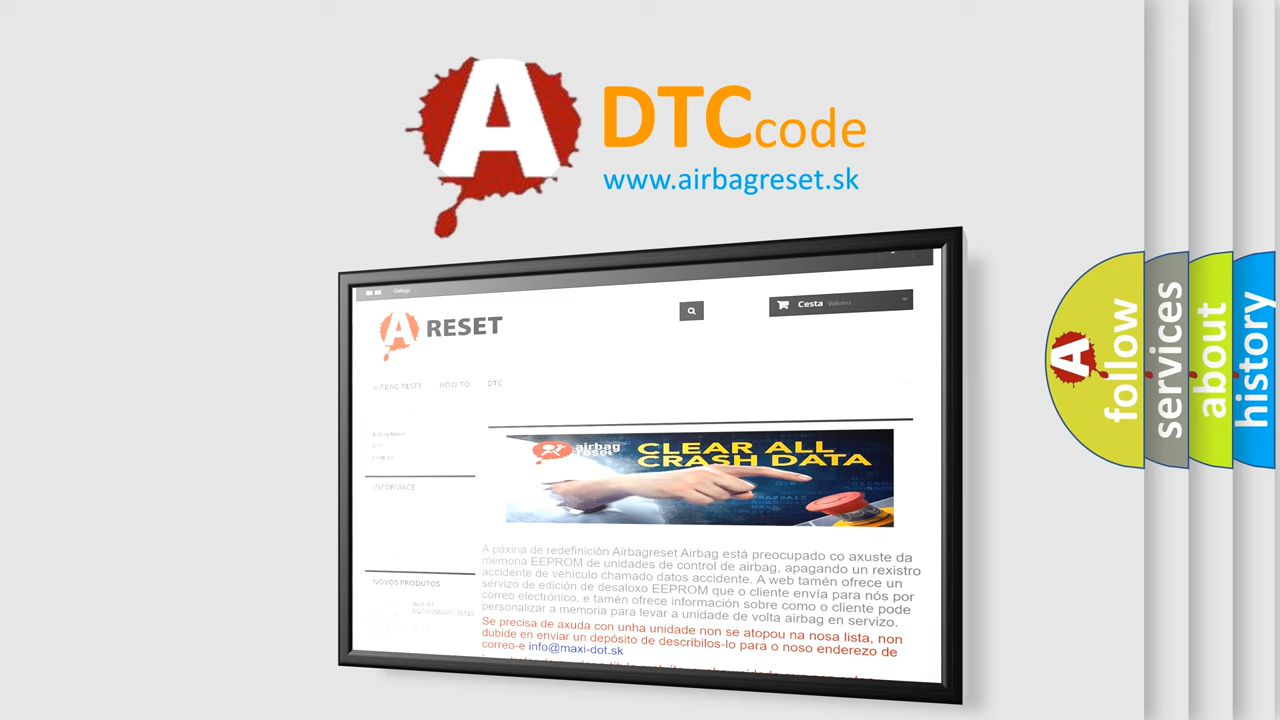 A
DTCcode
www.airbagreset.sk
Galego
A RESET
Cesta Valeiro
AIRBAG RESET HOW TO DTC
INFORMACE
airbag
reset
CLEAR ALL
CRASH DATA
A páxina de redefinición Airbagreset Airbag está preocupado co axuste da
memoria EEPROM de unidades de control de airbag, apagando un rexistro
accidente de vehículo chamado datos accidente. A web tamén ofrece un
servizo de edición de desaloxo EEPROM que o cliente envía para nós por
correo electrónico, e tamén ofrece información sobre como o cliente pode
personalizar a memoria para levar a unidade de volta airbag en servizo.
Se precisa de axuda con unha unidade non se atopou na nosa lista, non
dubide en enviar un depósito de describilos-lo para o noso enderezo de
correo-e info@maxi-dot.sk
NOVOS PRODUTOS
A
follow
services
about
history